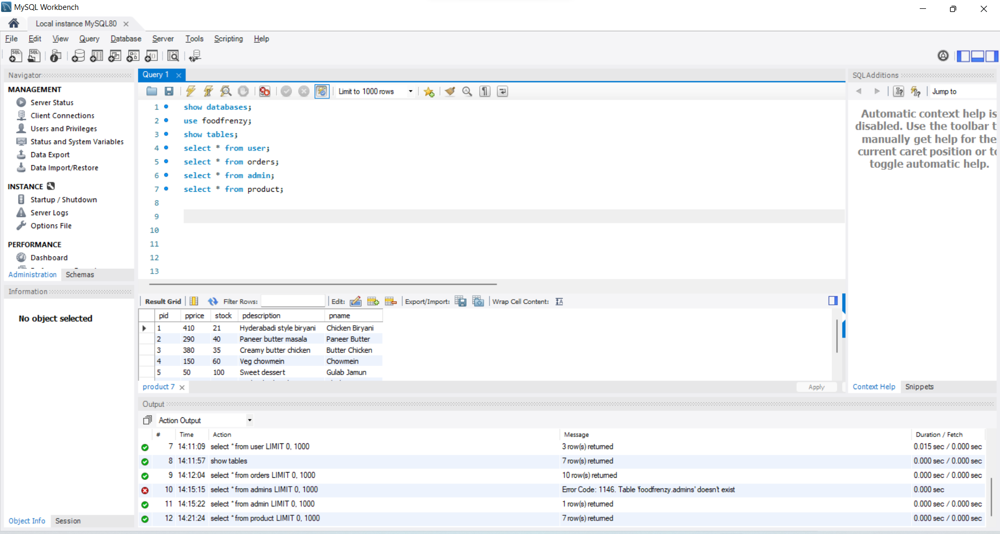 MySQL Workbench
Local instance MySQL80
File Edit View Query Database Server Tools Scripting Help
Navigator
MANAGEMENT
Server Status
Client Connections
Users and Privileges
Status and System Variables
Data Export
Data Import/Restore
INSTANCE
Startup / Shutdown
Server Logs
Options File
PERFORMANCE
Dashboard
Administration Schemas
Information
No object selected
Object Info Session
Query 1
Limit to 1000 rows
1 show databases;
2 use foodfrenzy;
3 show tables;
4 select * from user;
5 select * from orders;
6 select * from admin;
7 select * from product;
8
9
10
11
12
13
Result Grid Filter Rows: Edit: Export/Import: Wrap Cell Content:
pid pprice stock pdescription pname
1 410 21 Hyderabadi style biryani Chicken Biryani
2 290 40 Paneer butter masala Paneer Butter
3 380 35 Creamy butter chicken Butter Chicken
4 150 60 Veg chowmein Chowmein
5 50 100 Sweet dessert Gulab Jamun
product 7
Apply
SQLAdditions
Jump to
Automatic context help is
disabled. Use the toolbar t
manually get help for the
current caret position or to
toggle automatic help.
Context Help Snippets
Output
Action Output
# Time Action Message Duration / Fetch
7 14:11:09 select * from user LIMIT 0, 1000 3 row(s) returned 0.015 sec / 0.000 sec
8 14:11:57 show tables 7 row(s) returned 0.000 sec / 0.000 sec
9 14:12:04 select * from orders LIMIT 0, 1000 10 row(s) returned 0.000 sec / 0.000 sec
10 14:15:15 select * from admins LIMIT 0, 1000 Error Code: 1146. Table 'foodfrenzy.admins' doesn't exist 0.000 sec
11 14:15:22 select * from admin LIMIT 0, 1000 1 row(s) returned 0.000 sec / 0.000 sec
12 14:21:24 select * from product LIMIT 0, 1000 7 row(s) returned 0.000 sec / 0.000 sec